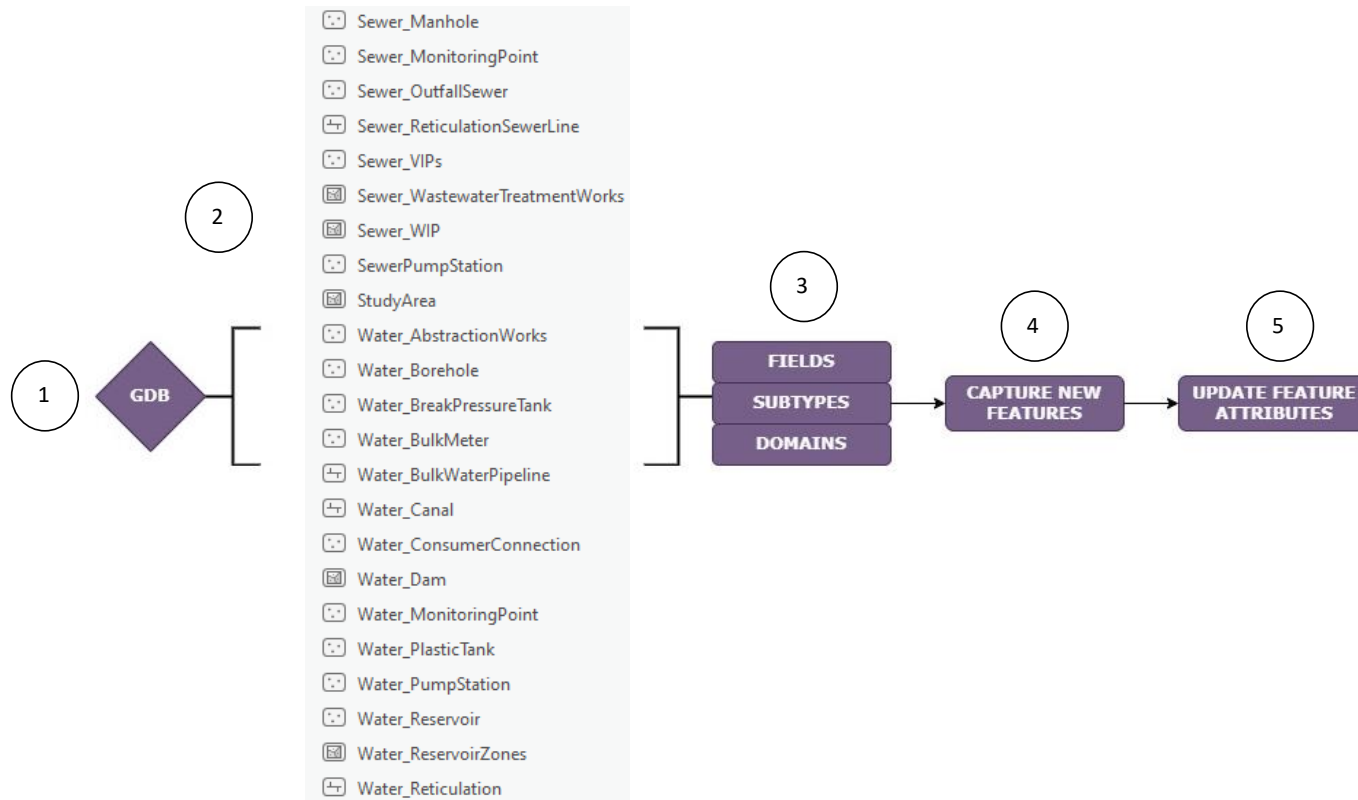 1
GDB
2
Sewer_Manhole
Sewer_MonitoringPoint
Sewer_OutfallSewer
Sewer_ReticulationSewerLine
Sewer_VIPs
Sewer_WastewaterTreatmentWorks
Sewer_WIP
SewerPumpStation
StudyArea
Water_AbstractionWorks
Water_Borehole
Water_BreakPressureTank
Water_BulkMeter
Water_BulkWaterPipeline
Water_Canal
Water_ConsumerConnection
Water_Dam
Water_MonitoringPoint
Water_PlasticTank
Water_PumpStation
Water_Reservoir
Water_ReservoirZones
Water_Reticulation
3
FIELDS
SUBTYPES
DOMAINS
4
CAPTURE NEW
FEATURES
5
UPDATE FEATURE
ATTRIBUTES